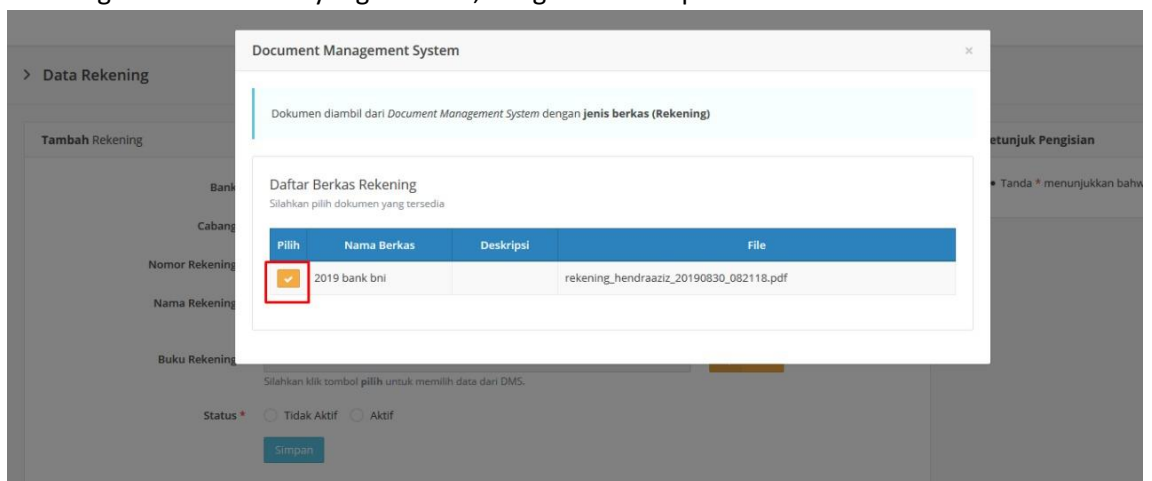 Document Management System
×
> Data Rekening
Dokumen diambil dari Document Management System dengan jenis berkas (Rekening)
Tambah Rekening
etunjuk Pengisian
Daftar Berkas Rekening
Silahkan pilih dokumen yang tersedia
• Tanda * menunjukkan bahw
Bank
Cabang
Pilih Nama Berkas Deskripsi File
Nomor Rekening
2019 bank bni rekening_hendraaziz_20190830_082118.pdf
Nama Rekening
Buku Rekening
Silahkan klik tombol pilih untuk memilih data dari DMS.
Status * Tidak Aktif Aktif
Simpan